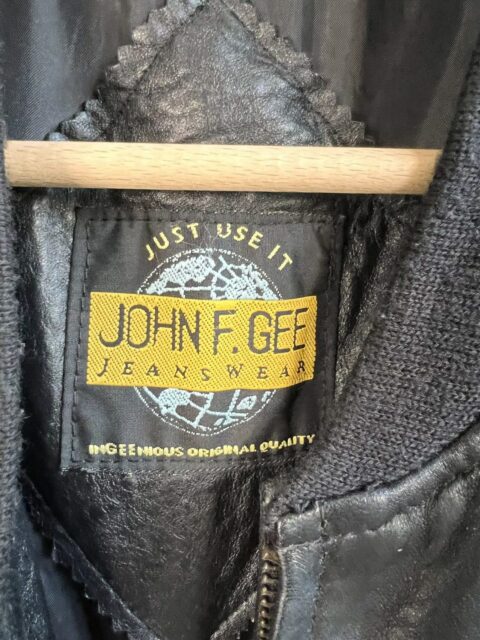 JUST USE IT
JOHN F. GEE
JEANSWEAR
INGEENIOUS ORIGINAL QUALITY